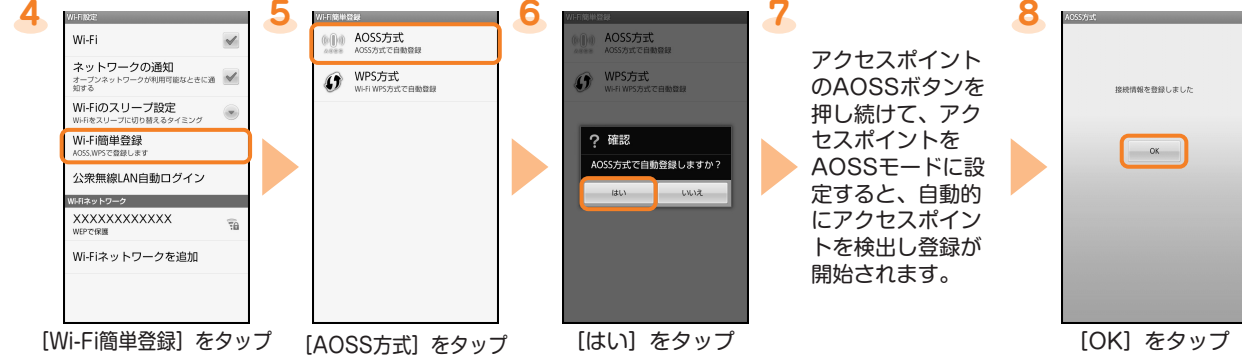 4
Wi-Fi設定
Wi-Fi
ネットワークの通知
オープンネットワークが利用可能なときに通
知する
Wi-Fiのスリープ設定
Wi-Fiをスリープに切り替えるタイミング
Wi-Fi簡単登録
AOSS,WPSで登録します
公衆無線LAN自動ログイン
Wi-Fiネットワーク
XXXXXXXXXXXX
WEPで保護
Wi-Fiネットワークを追加
[Wi-Fi簡単登録] をタップ
5
Wi-Fi簡単登録
AOSS方式
AOSS方式で自動登録
WPS方式
Wi-Fi WPS方式で自動登録
[AOSS方式] をタップ
6
Wi-Fi簡単登録
AOSS方式
AOSS方式で自動登録
WPS方式
Wi-Fi WPS方式で自動登録
? 確認
AOSS方式で自動登録しますか？
はい
いいえ
[はい] をタップ
7
アクセスポイント
のAOSSボタンを
押し続けて、アク
セスポイントを
AOSSモードに設
定すると、自動的
にアクセスポイン
トを検出し登録が
開始されます。
8
AOSS方式
接続情報を登録しました
OK
[OK] をタップ